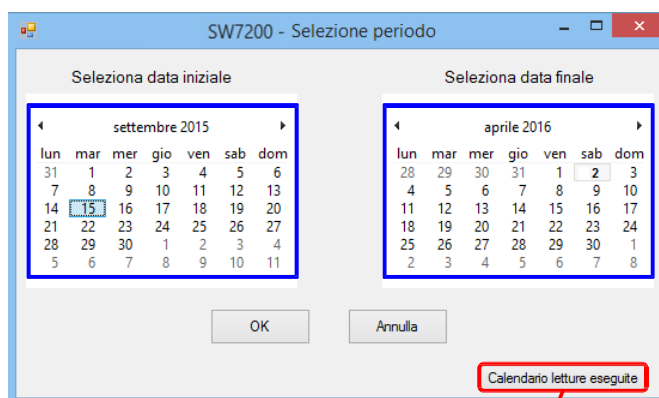 SW7200 - Selezione periodo
Seleziona data iniziale
settembre 2015
lun mar mer gio ven sab dom
31 1 2 3 4 5 6
7 8 9 10 11 12 13
14 15 16 17 18 19 20
21 22 23 24 25 26 27
28 29 30 1 2 3 4
5 6 7 8 9 10 11
Seleziona data finale
aprile 2016
lun mar mer gio ven sab dom
28 29 30 31 1 2 3
4 5 6 7 8 9 10
11 12 13 14 15 16 17
18 19 20 21 22 23 24
25 26 27 28 29 30 1
2 3 4 5 6 7 8
OK
Annulla
Calendario letture eseguite